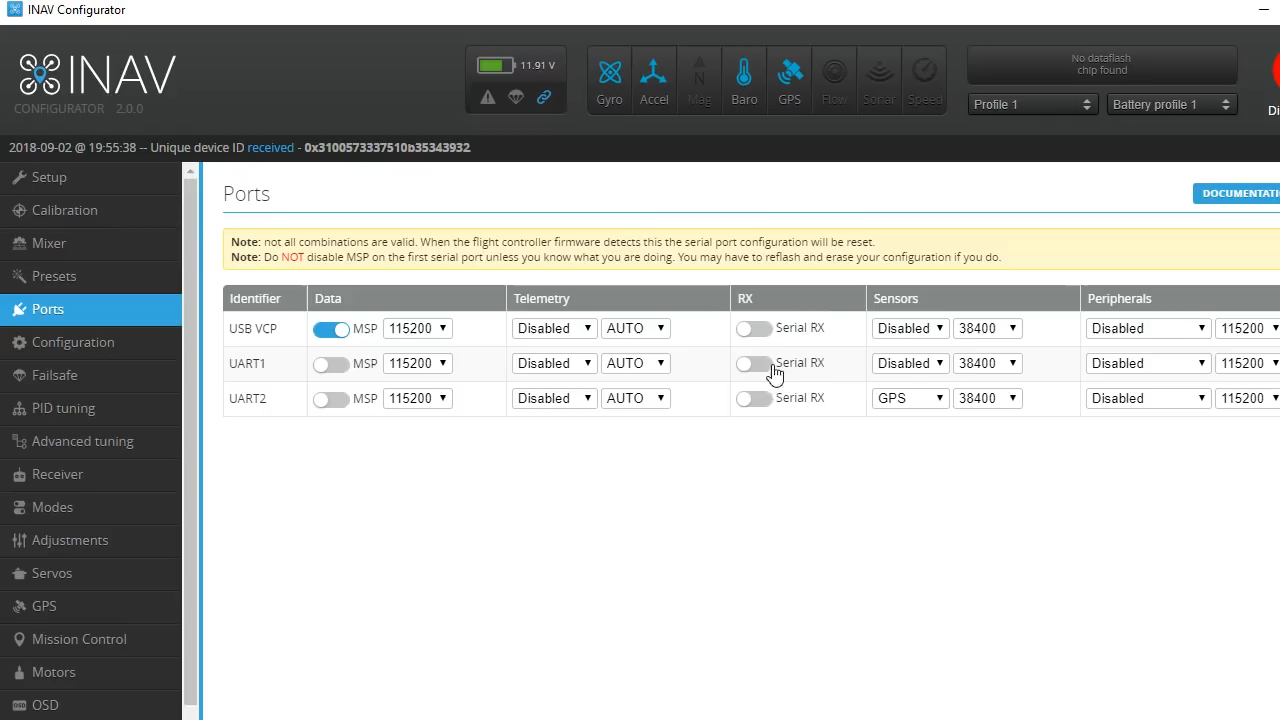 INAV Configurator
INAV
CONFIGURATOR 2.0.0
11.91 V
Gyro Accel Mag Baro GPS Flow Sonar Speed
No dataflash
chip found
Profile 1 Battery profile 1
Di
2018-09-02 @ 19:55:38 -- Unique device ID received - 0x3100573337510b35343932
Setup
Calibration
Mixer
Presets
Ports
Configuration
Failsafe
PID tuning
Advanced tuning
Receiver
Modes
Adjustments
Servos
GPS
Mission Control
Motors
OSD
Ports
DOCUMENTATI
Note: not all combinations are valid. When the flight controller firmware detects this the serial port configuration will be reset.
Note: Do NOT disable MSP on the first serial port unless you know what you are doing. You may have to reflash and erase your configuration if you do.
Identifier Data Telemetry RX Sensors Peripherals
USB VCP MSP 115200 Disabled AUTO Serial RX Disabled 38400 Disabled 115200
UART1 MSP 115200 Disabled AUTO Serial RX Disabled 38400 Disabled 115200
UART2 MSP 115200 Disabled AUTO Serial RX GPS 38400 Disabled 115200